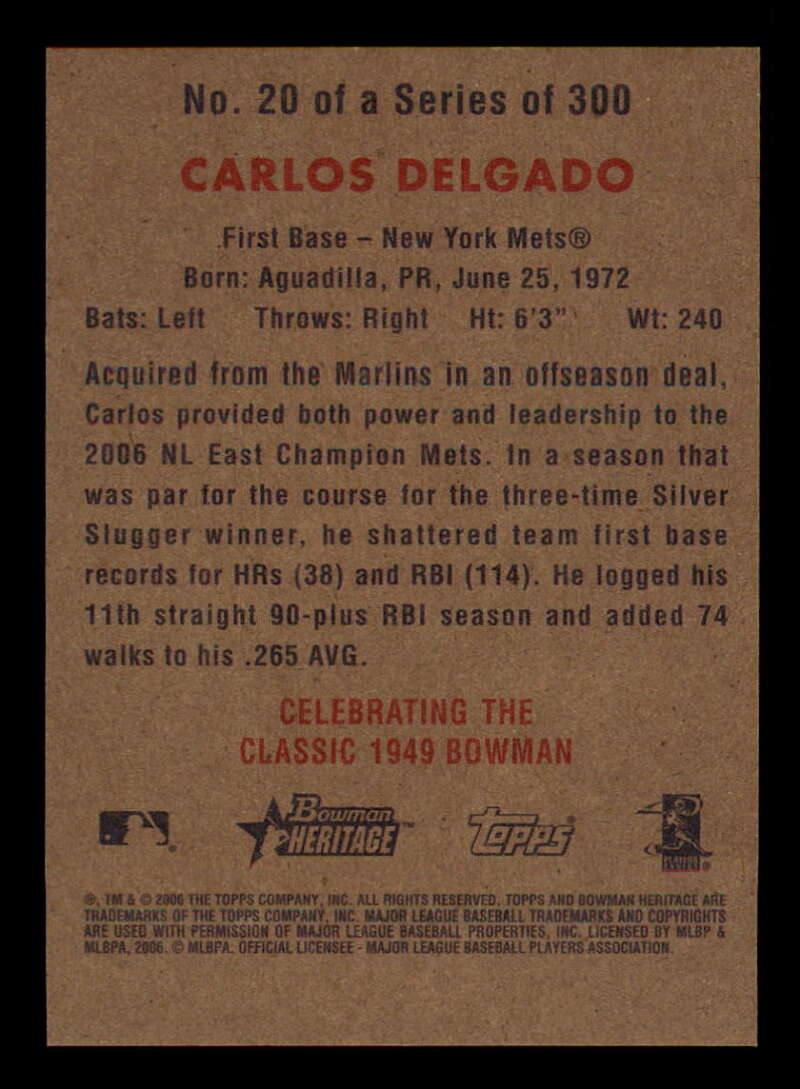 No. 20 of a Series of 300
CARLOS DELGADO
First Base – New York Mets®
Born: Aguadilla, PR, June 25, 1972
Bats: Left Throws: Right Ht: 6'3" Wt: 240
Acquired from the Marlins in an offseason deal,
Carlos provided both power and leadership to the
2006 NL East Champion Mets. In a season that
was par for the course for the three-time Silver
Slugger winner, he shattered team first base
records for HRs (38) and RBI (114). He logged his
11th straight 90-plus RBI season and added 74
walks to his .265 AVG.
CELEBRATING THE
CLASSIC 1949 BOWMAN
Bowman HERITAGE™ Topps
®, TM & © 2006 THE TOPPS COMPANY, INC. ALL RIGHTS RESERVED. TOPPS AND BOWMAN HERITAGE ARE
TRADEMARKS OF THE TOPPS COMPANY, INC. MAJOR LEAGUE BASEBALL TRADEMARKS AND COPYRIGHTS
ARE USED WITH PERMISSION OF MAJOR LEAGUE BASEBALL PROPERTIES, INC. LICENSED BY MLBP &
MLBPA, 2006. © MLBPA. OFFICIAL LICENSEE - MAJOR LEAGUE BASEBALL PLAYERS ASSOCIATION.